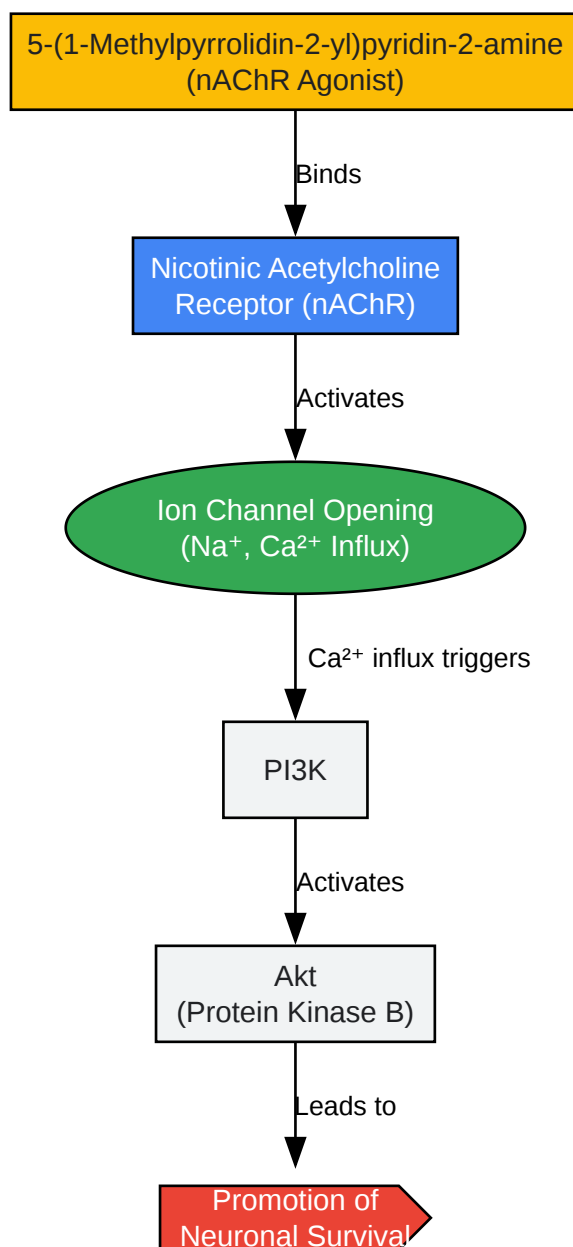 5-(1-Methylpyrrolidin-2-yl)pyridin-2-amine
(nAChR Agonist)
Binds
Nicotinic Acetylcholine
Receptor (nAChR)
Activates
Ion Channel Opening
(Na⁺, Ca²⁺ Influx)
Ca²⁺ influx triggers
PI3K
Activates
Akt
(Protein Kinase B)
Leads to
Promotion of
Neuronal Survival